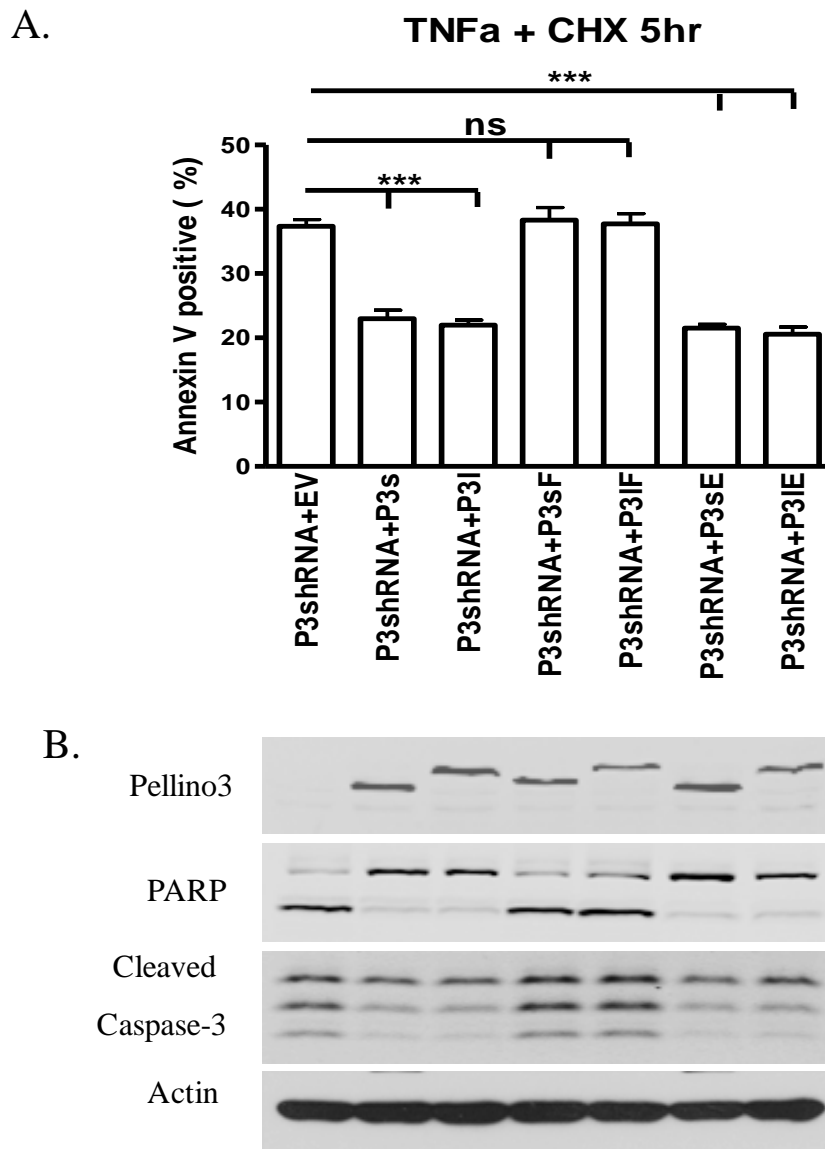 A.
TNFa + CHX 5hr
***
ns
***
Annexin V positive ( %)
50
40
30
20
10
0
P3shRNA+EV
P3shRNA+P3s
P3shRNA+P3l
P3shRNA+P3sF
P3shRNA+P3lF
P3shRNA+P3sE
P3shRNA+P3lE
B.
Pellino3
PARP
Cleaved
Caspase-3
Actin